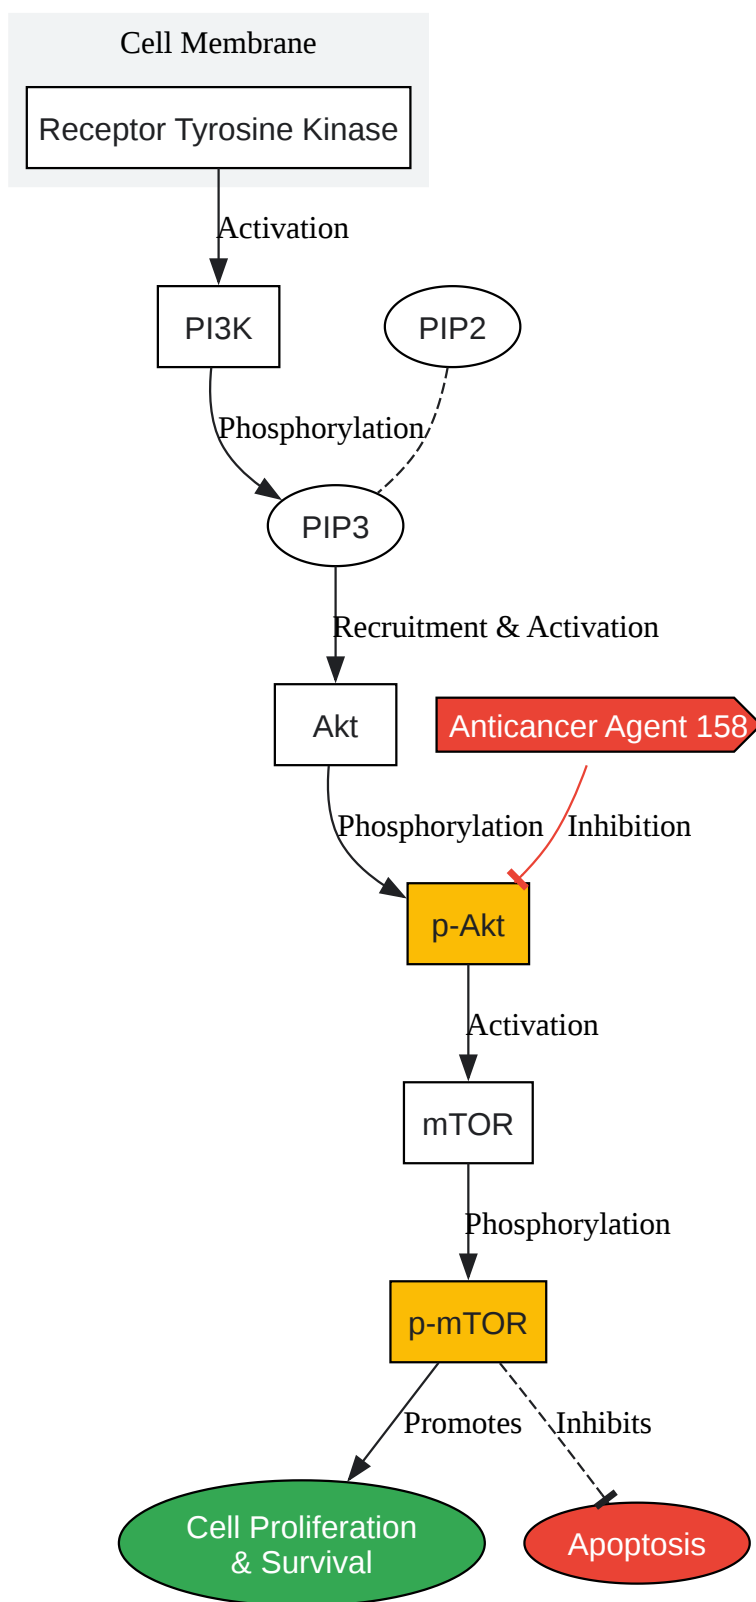 Cell Membrane
Receptor Tyrosine Kinase
Activation
PI3K
PIP2
Phosphorylation
PIP3
Recruitment & Activation
Akt
Anticancer Agent 158
Phosphorylation
Inhibition
p-Akt
Activation
mTOR
Phosphorylation
p-mTOR
Promotes
Inhibits
Cell Proliferation
& Survival
Apoptosis